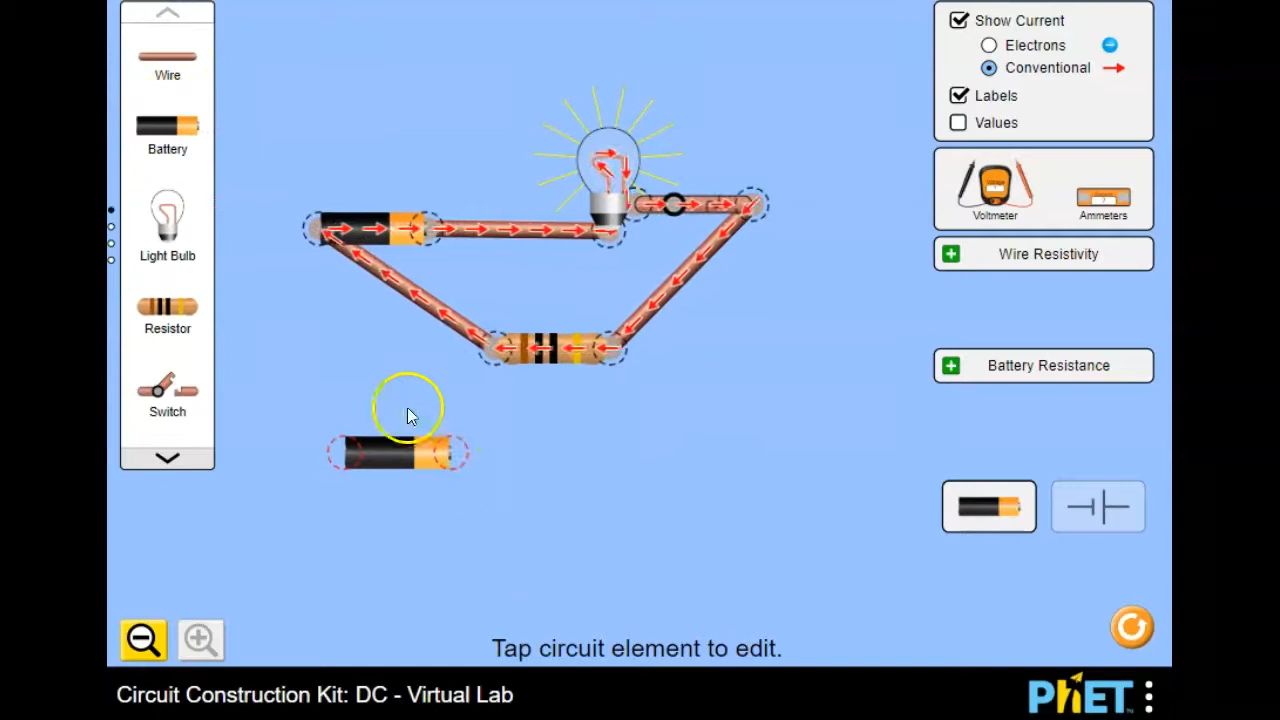 Wire
Battery
Light Bulb
Resistor
Switch
Show Current
Electrons
Conventional
Labels
Values
Voltmeter
Ammeters
Wire Resistivity
Battery Resistance
Tap circuit element to edit.
Circuit Construction Kit: DC - Virtual Lab
PhET